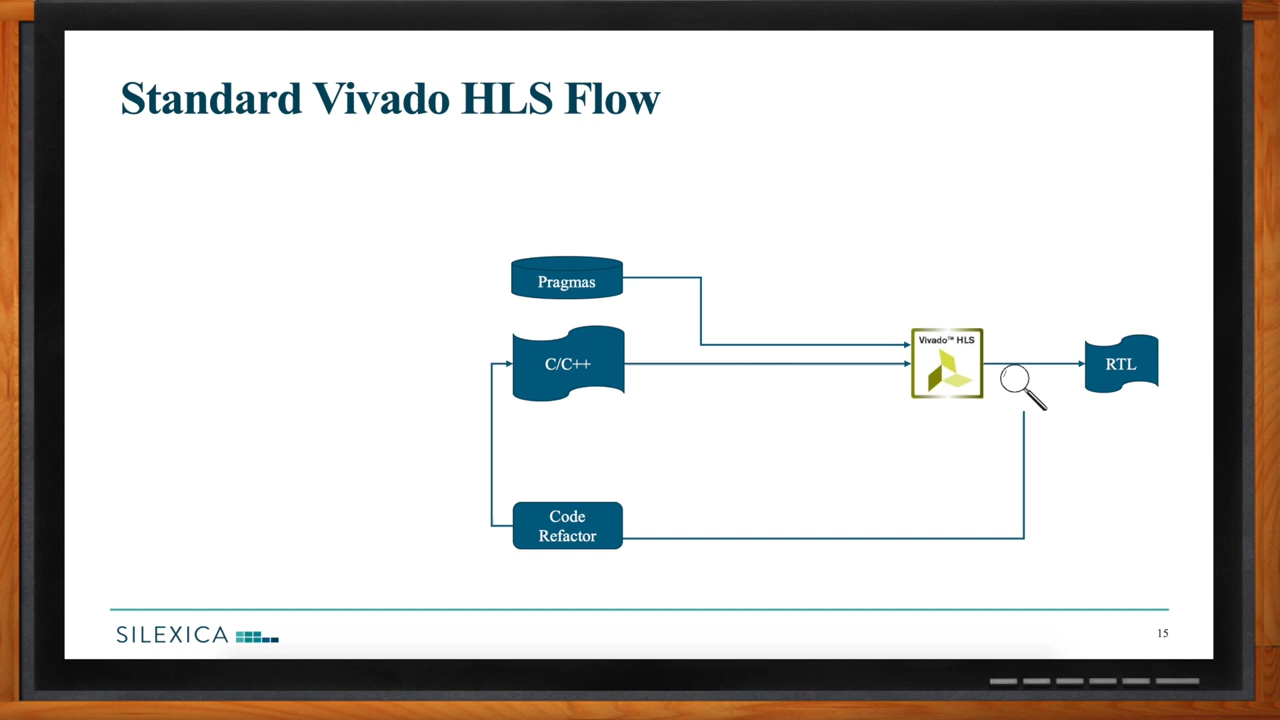 Standard Vivado HLS Flow
Pragmas
C/C++
Vivado™ HLS
RTL
Code
Refactor
SILEXICA
15